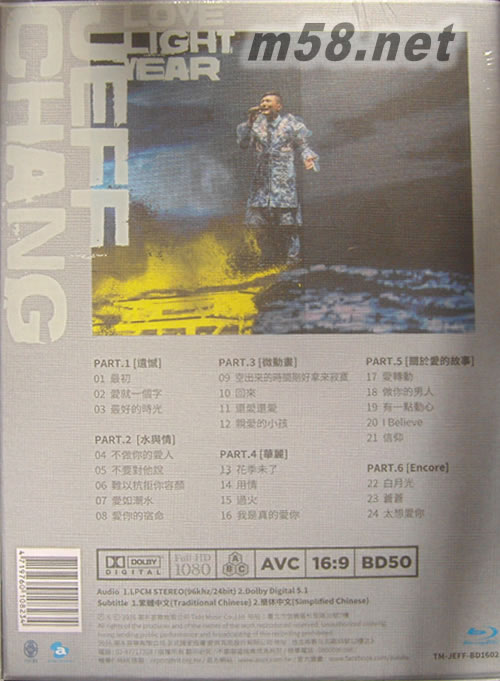 m58.net
LOVE
LIGHT
YEAR
JEFF
CHANG
PART.1 [遺憾]
01 最初
02 愛就一個字
03 最好的時光
PART.2 [水與情]
04 不做你的愛人
05 不要對他說
06 難以抗拒你容顏
07 愛如潮水
08 愛你的宿命
PART.3 [微動畫]
09 空出來的時間剛好拿來寂寞
10 回來
11 還愛還愛
12 親愛的小孩
PART.4 [華麗]
13 花季未了
14 用情
15 過火
16 我是真的愛你
PART.5 [關於愛的故事]
17 愛轉動
18 做你的男人
19 有一點動心
20 I Believe
21 信仰
PART.6 [Encore]
22 白月光
23 蒼蒼
24 太想愛你
4719760108234
DOLBY
DIGITAL
Full HD
1080
A B C
AVC
16:9
BD50
Audio 1.LPCM STEREO(96khz/24bit) 2.Dolby Digital 5.1
Subtitle 1.繁體中文(Traditional Chinese) 2.簡体中文(Simplified Chinese)
Blu-ray
TM-JEFF-BD1602